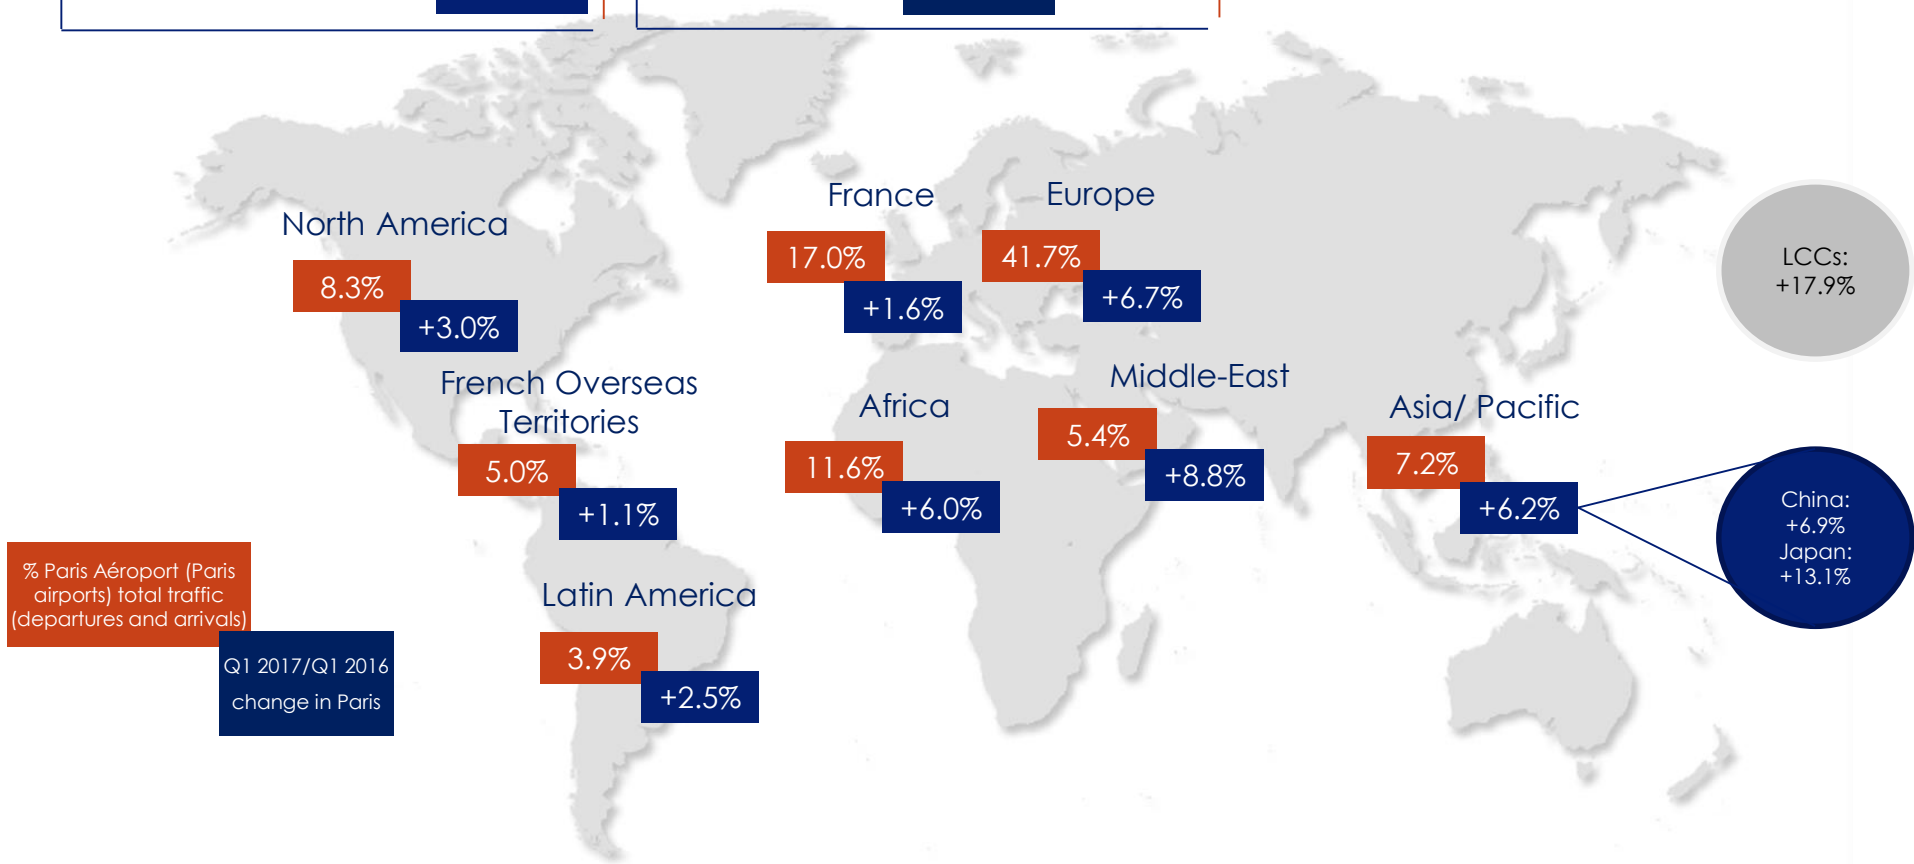 France
Europe
North America
17.0%
+1.6%
41.7%
+6.7%
8.3%
+3.0%
LCCs:
+17.9%
French Overseas
Territories
5.0%
+1.1%
Africa
11.6%
+6.0%
Middle-East
5.4%
+8.8%
Asia/ Pacific
7.2%
+6.2%
China:
+6.9%
Japan:
+13.1%
Latin America
3.9%
+2.5%
% Paris Aéroport (Paris
airports) total traffic
(departures and arrivals)
Q1 2017/Q1 2016
change in Paris